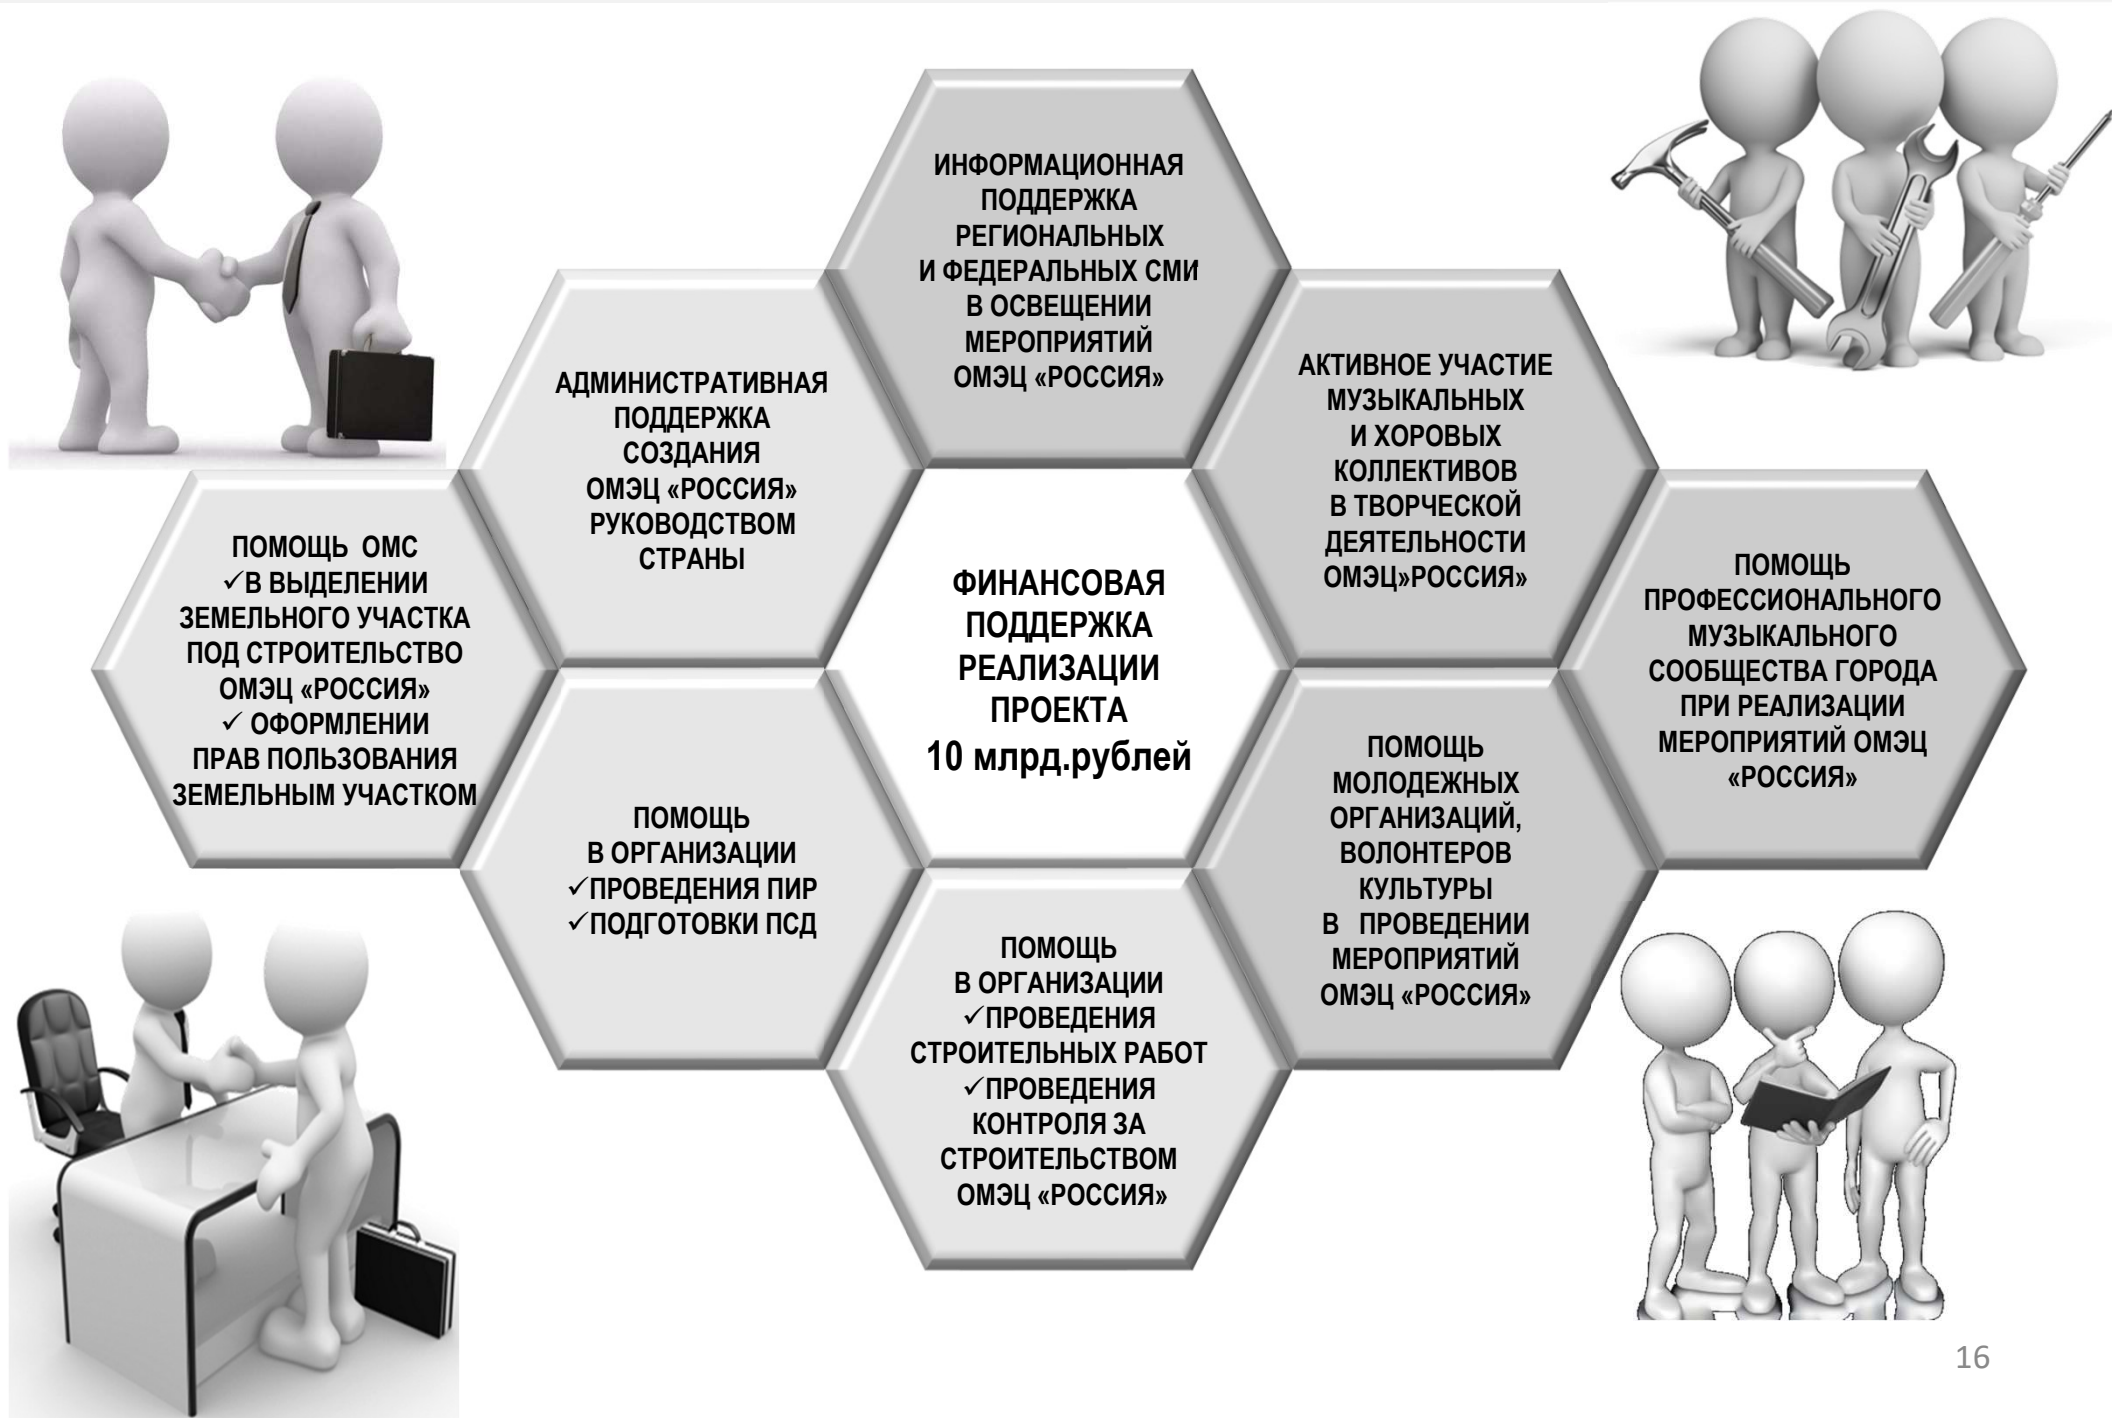 ИНФОРМАЦИОННАЯ
ПОДДЕРЖКА
РЕГИОНАЛЬНЫХ
И ФЕДЕРАЛЬНЫХ СМИ
В ОСВЕЩЕНИИ
МЕРОПРИЯТИЙ
ОМЭЦ «РОССИЯ»
АДМИНИСТРАТИВНАЯ
ПОДДЕРЖКА
СОЗДАНИЯ
ОМЭЦ «РОССИЯ»
РУКОВОДСТВОМ
СТРАНЫ
АКТИВНОЕ УЧАСТИЕ
МУЗЫКАЛЬНЫХ
И ХОРОВЫХ
КОЛЛЕКТИВОВ
В ТВОРЧЕСКОЙ
ДЕЯТЕЛЬНОСТИ
ОМЭЦ»РОССИЯ»
ПОМОЩЬ ОМС
✓В ВЫДЕЛЕНИИ
ЗЕМЕЛЬНОГО УЧАСТКА
ПОД СТРОИТЕЛЬСТВО
ОМЭЦ «РОССИЯ»
✓ ОФОРМЛЕНИИ
ПРАВ ПОЛЬЗОВАНИЯ
ЗЕМЕЛЬНЫМ УЧАСТКОМ
ФИНАНСОВАЯ
ПОДДЕРЖКА
РЕАЛИЗАЦИИ
ПРОЕКТА
10 млрд.рублей
ПОМОЩЬ
ПРОФЕССИОНАЛЬНОГО
МУЗЫКАЛЬНОГО
СООБЩЕСТВА ГОРОДА
ПРИ РЕАЛИЗАЦИИ
МЕРОПРИЯТИЙ ОМЭЦ
«РОССИЯ»
ПОМОЩЬ
В ОРГАНИЗАЦИИ
✓ПРОВЕДЕНИЯ ПИР
✓ПОДГОТОВКИ ПСД
ПОМОЩЬ
МОЛОДЕЖНЫХ
ОРГАНИЗАЦИЙ,
ВОЛОНТЕРОВ
КУЛЬТУРЫ
В ПРОВЕДЕНИИ
МЕРОПРИЯТИЙ
ОМЭЦ «РОССИЯ»
ПОМОЩЬ
В ОРГАНИЗАЦИИ
✓ПРОВЕДЕНИЯ
СТРОИТЕЛЬНЫХ РАБОТ
✓ПРОВЕДЕНИЯ
КОНТРОЛЯ ЗА
СТРОИТЕЛЬСТВОМ
ОМЭЦ «РОССИЯ»
16